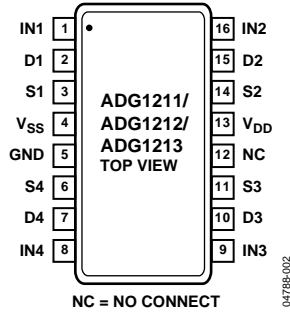 IN1 1 16 IN2
D1 2 15 D2
S1 3 14 S2
VSS 4 13 VDD
GND 5 12 NC
S4 6 11 S3
D4 7 10 D3
IN4 8 9 IN3
ADG1211/
ADG1212/
ADG1213
TOP VIEW
NC = NO CONNECT
04788-002